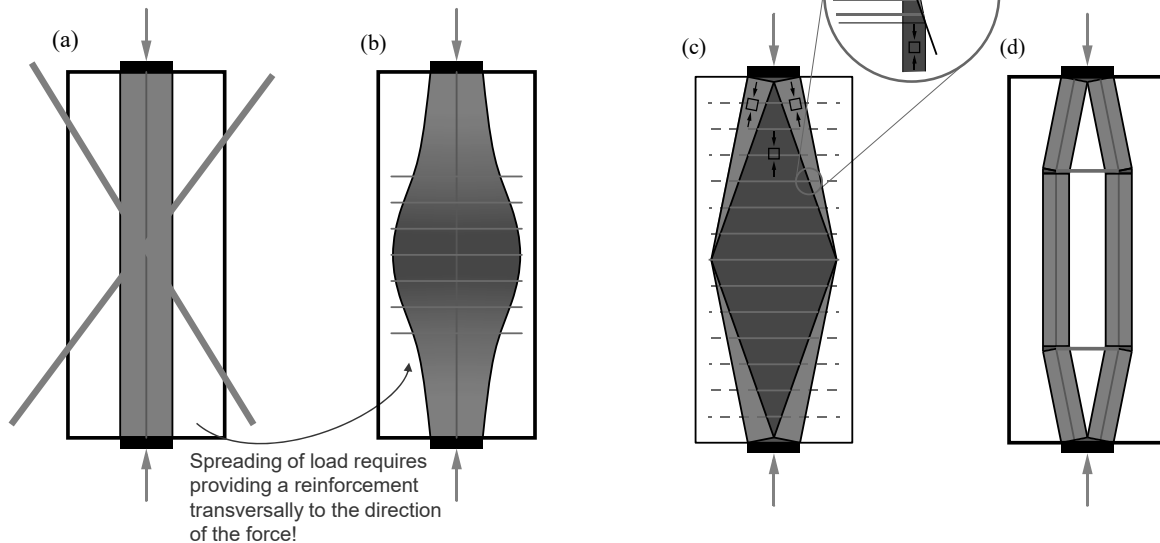 (a)
(b)
(c)
(d)
Spreading of load requires
providing a reinforcement
transversally to the direction
of the force!